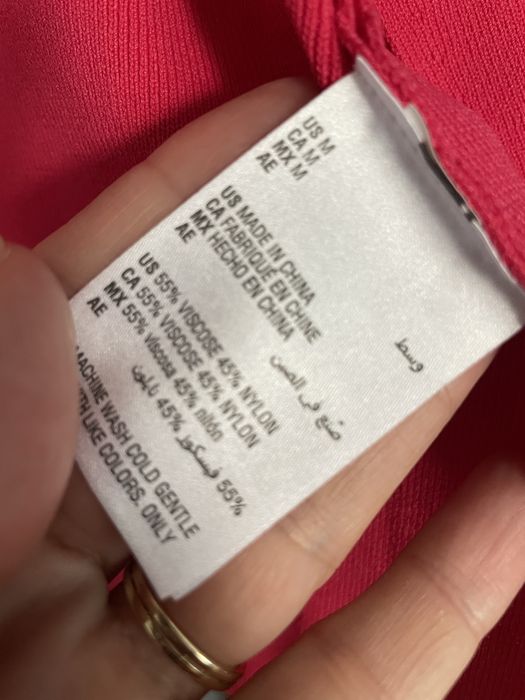 US M
CA M
MX M
AE
وسط
US MADE IN CHINA
CA FABRIQUÉ EN CHINE
MX HECHO EN CHINA
AE
صُنع في الصين
US 55% VISCOSE 45% NYLON
CA 55% VISCOSE 45% NYLON
MX 55% viscosa 45% nilón
AE
55% فيسكوز 45% نايلون
MACHINE WASH COLD GENTLE
LIKE COLORS. ONLY